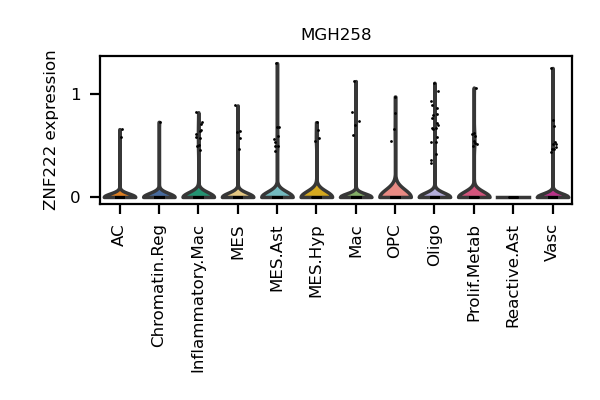 MGH258
ZNF222 expression
1
0
AC
Chromatin.Reg
Inflammatory.Mac
MES
MES.Ast
MES.Hyp
Mac
OPC
Oligo
Prolif.Metab
Reactive.Ast
Vasc